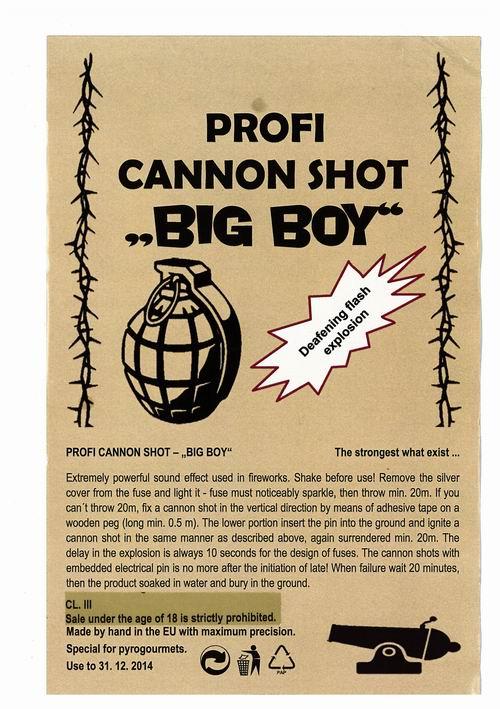 PROFI
CANNON SHOT
„BIG BOY“
Deafening flash
explosion
PROFI CANNON SHOT – „BIG BOY“ The strongest what exist ...
Extremely powerful sound effect used in fireworks. Shake before use! Remove the silver
cover from the fuse and light it - fuse must noticeably sparkle, then throw min. 20m. If you
can´t throw 20m, fix a cannon shot in the vertical direction by means of adhesive tape on a
wooden peg (long min. 0.5 m). The lower portion insert the pin into the ground and ignite a
cannon shot in the same manner as described above, again surrendered min. 20m. The
delay in the explosion is always 10 seconds for the design of fuses. The cannon shots with
embedded electrical pin is no more after the initiation of late! When failure wait 20 minutes,
then the product soaked in water and bury in the ground.
CL. III
Sale under the age of 18 is strictly prohibited.
Made by hand in the EU with maximum precision.
Special for pyrogourmets.
Use to 31. 12. 2014
PAP